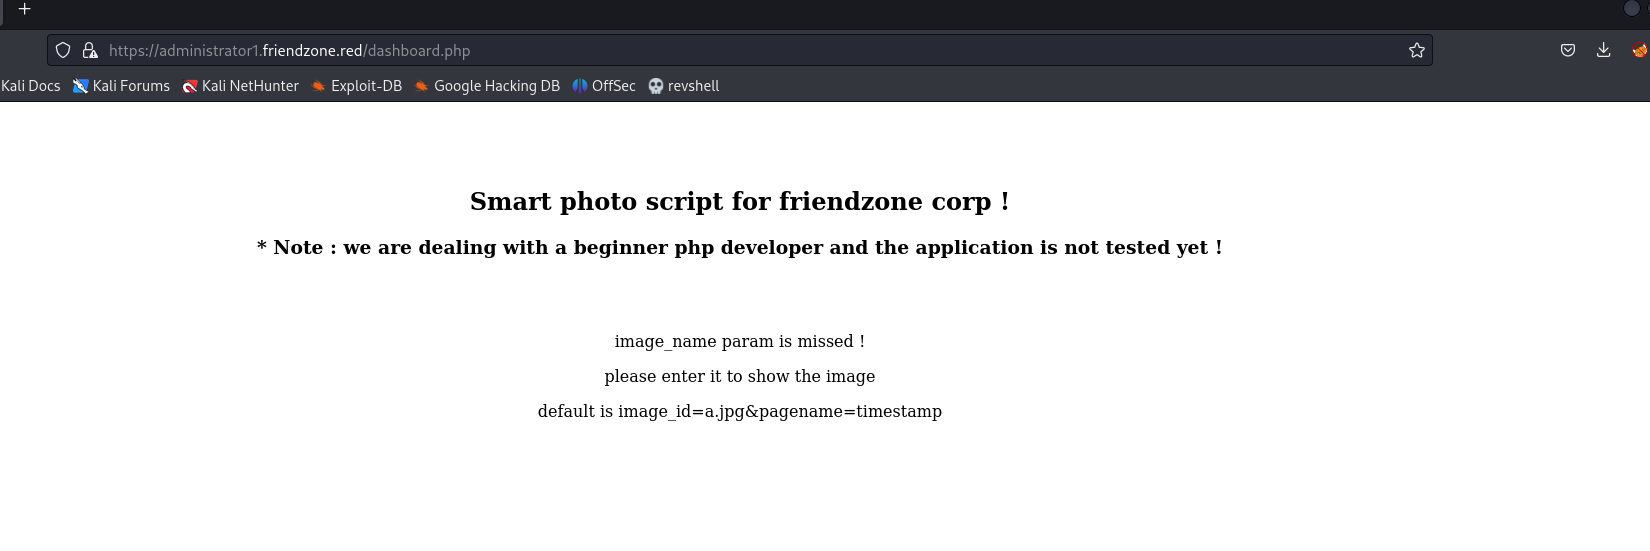 https://administrator1.friendzone.red/dashboard.php
Kali Docs Kali Forums Kali NetHunter Exploit-DB Google Hacking DB OffSec revshell
Smart photo script for friendzone corp !
* Note : we are dealing with a beginner php developer and the application is not tested yet !
image_name param is missed !
please enter it to show the image
default is image_id=a.jpg&pagename=timestamp